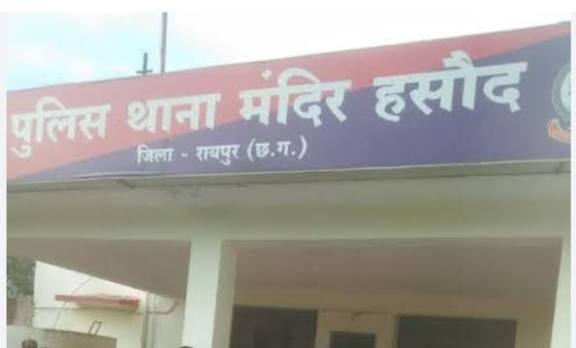 पुलिस थाना मंदिर हसौद
जिला - रायपुर (छ.ग.)